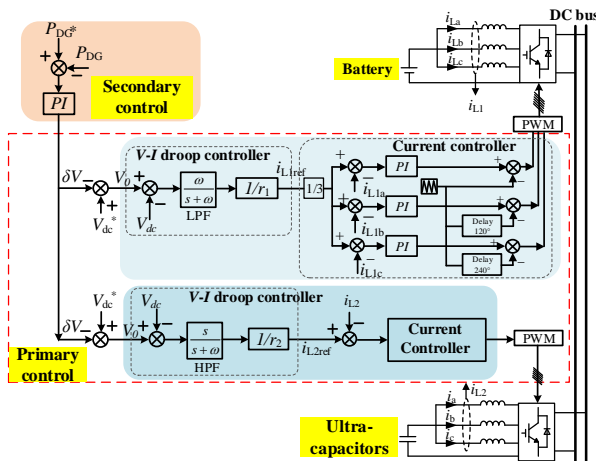 P_DG*
P_DG
+
−
PI
Secondary
control
DC bus
i_La
i_Lb
i_Lc
i_L1
Battery
PWM
V-I droop controller
Current controller
δV
−
+
V_dc*
V_0
+
−
V_dc
ω
s + ω
LPF
1/r_1
i_L1ref
1/3
+
−
i_L1a
PI
+
−
+
−
i_L1b
PI
Delay
120°
+
−
+
−
i_L1c
PI
Delay
240°
+
−
V-I droop controller
V_dc*
V_dc
δV
−
+
V_0
+
−
s
s + ω
HPF
1/r_2
i_L2ref
i_L2
+
−
Current
Controller
PWM
Primary
control
i_L2
i_a
i_b
i_c
Ultra-
capacitors